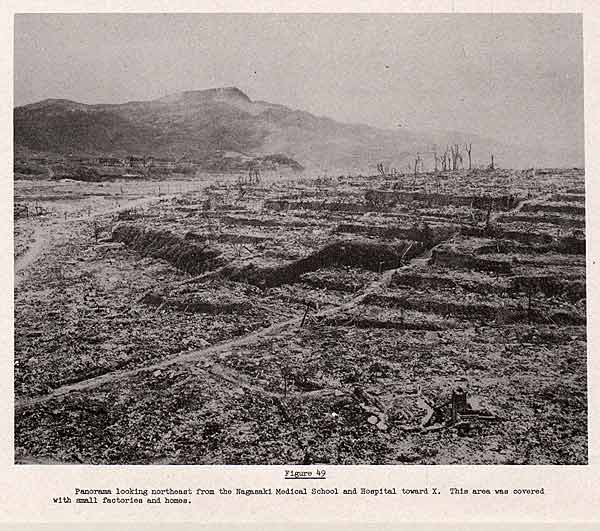 Figure 49
Panorama looking northeast from the Nagasaki Medical School and Hospital toward X.  This area was covered
with small factories and homes.